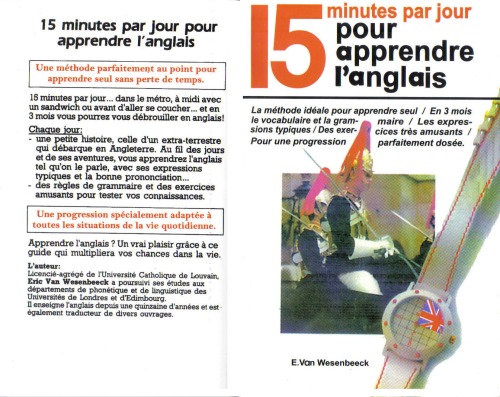 15 minutes par jour pour
apprendre l'anglais
Une méthode parfaitement au point pour
apprendre seul sans perte de temps.
15 minutes par jour... dans le métro, à midi avec
un sandwich ou avant d'aller se coucher... et en
3 mois vous pourrez vous débrouiller en anglais!
Chaque jour:
- une petite histoire, celle d'un extra-terrestre
qui débarque en Angleterre. Au fil des jours
et de ses aventures, vous apprendrez l'anglais
tel qu'on le parle, avec ses expressions
typiques et la bonne prononciation...
- des règles de grammaire et des exercices
amusants pour tester vos connaissances.
Une progression spécialement adaptée à
toutes les situations de la vie quotidienne.
Apprendre l'anglais ? Un vrai plaisir grâce à ce
guide qui multipliera vos chances dans la vie.
L'auteur:
Licencié-agrégé de l'Université Catholique de Louvain,
Eric Van Wesenbeeck a poursuivi ses études aux
départements de phonétique et de linguistique des
Universités de Londres et d'Edimbourg.
Il enseigne l'anglais depuis une quinzaine d'années et est-
également traducteur de divers ouvrages.
15 minutes par jour
pour
apprendre
l'anglais
La méthode idéale pour apprendre seul / En 3 mois
le vocabulaire et la gram- maire / Les expres-
sions typiques / Des exer- cices très amusants /
Pour une progression parfaitement dosée.
E.Van Wesenbeeck